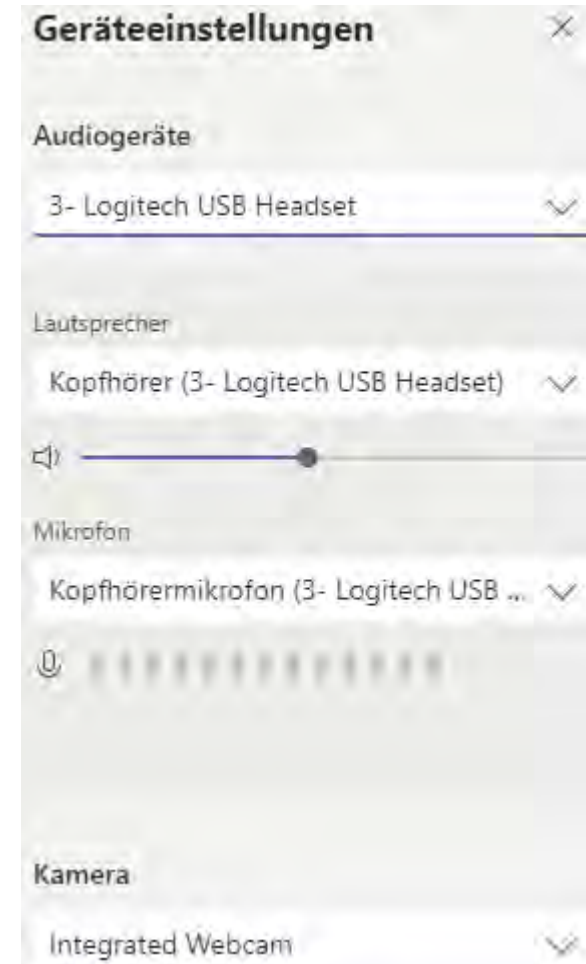 Geräteeinstellungen
Audiogeräte
3- Logitech USB Headset
Lautsprecher
Kopfhörer (3- Logitech USB Headset)
Mikrofon
Kopfhörermikrofon (3- Logitech USB ...
Kamera
Integrated Webcam